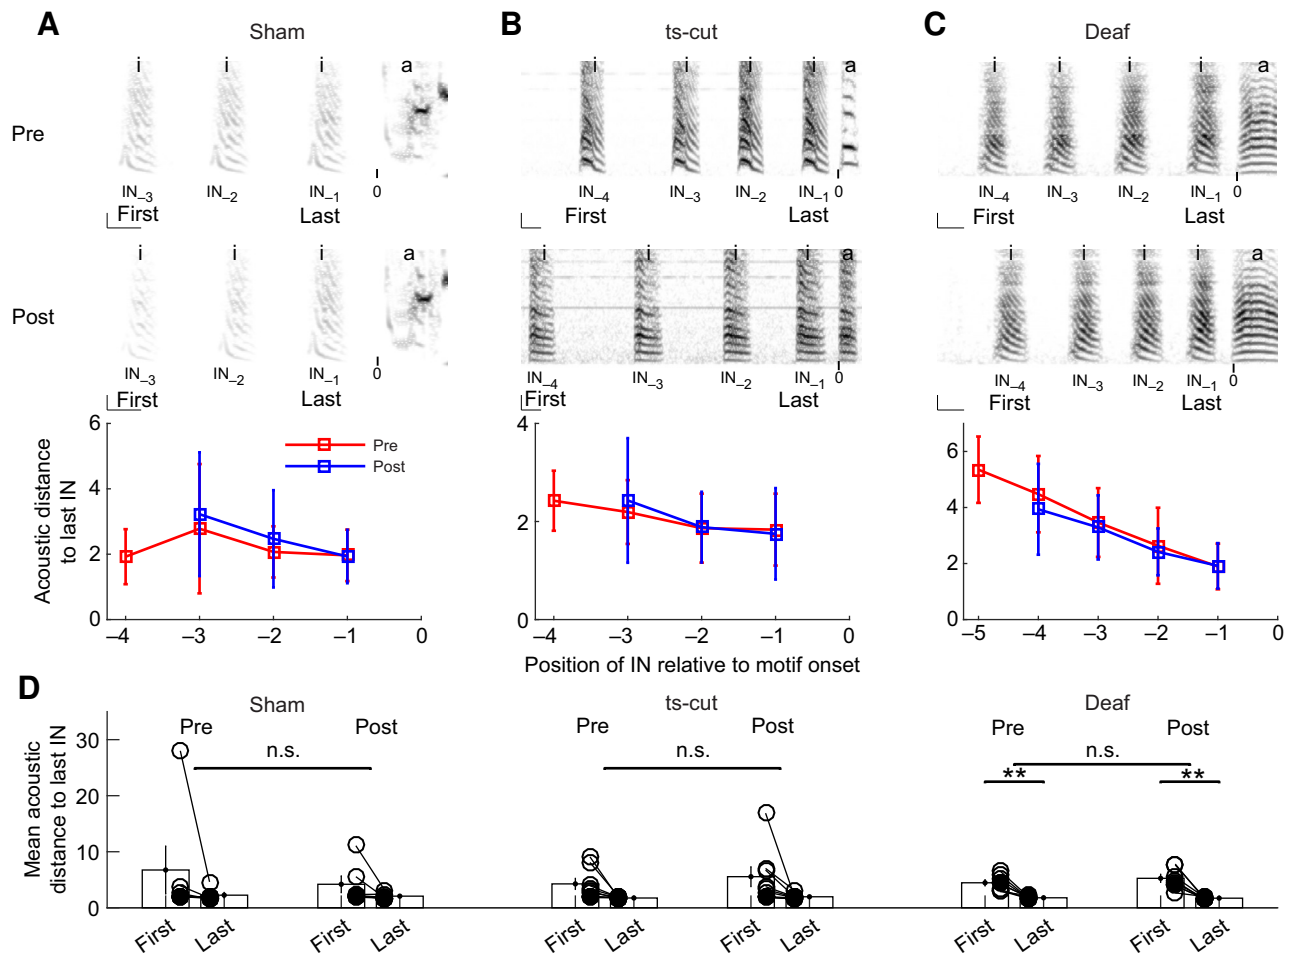 A
Sham
B
ts-cut
C
Deaf
Pre
i i i a
i i i i a
i i i i a
IN–3 IN–2 IN–1 0
First Last
IN–4 IN–3 IN–2 IN–1 0
First Last
IN–4 IN–3 IN–2 IN–1 0
First Last
Post
i i i a
i i i i a
i i i i a
IN–3 IN–2 IN–1 0
First Last
IN–4 IN–3 IN–2 IN–1 0
First Last
IN–4 IN–3 IN–2 IN–1 0
First Last
Acoustic distance
to last IN
6
4
2
0
–4 –3 –2 –1 0
Pre
Post
4
2
0
–4 –3 –2 –1 0
6
4
2
0
–5 –4 –3 –2 –1 0
Position of IN relative to motif onset
D
Mean acoustic
distance to last IN
30
20
10
0
Sham
Pre Post
n.s.
First Last First Last
ts-cut
Pre Post
n.s.
First Last First Last
Deaf
Pre Post
n.s.
** **
First Last First Last